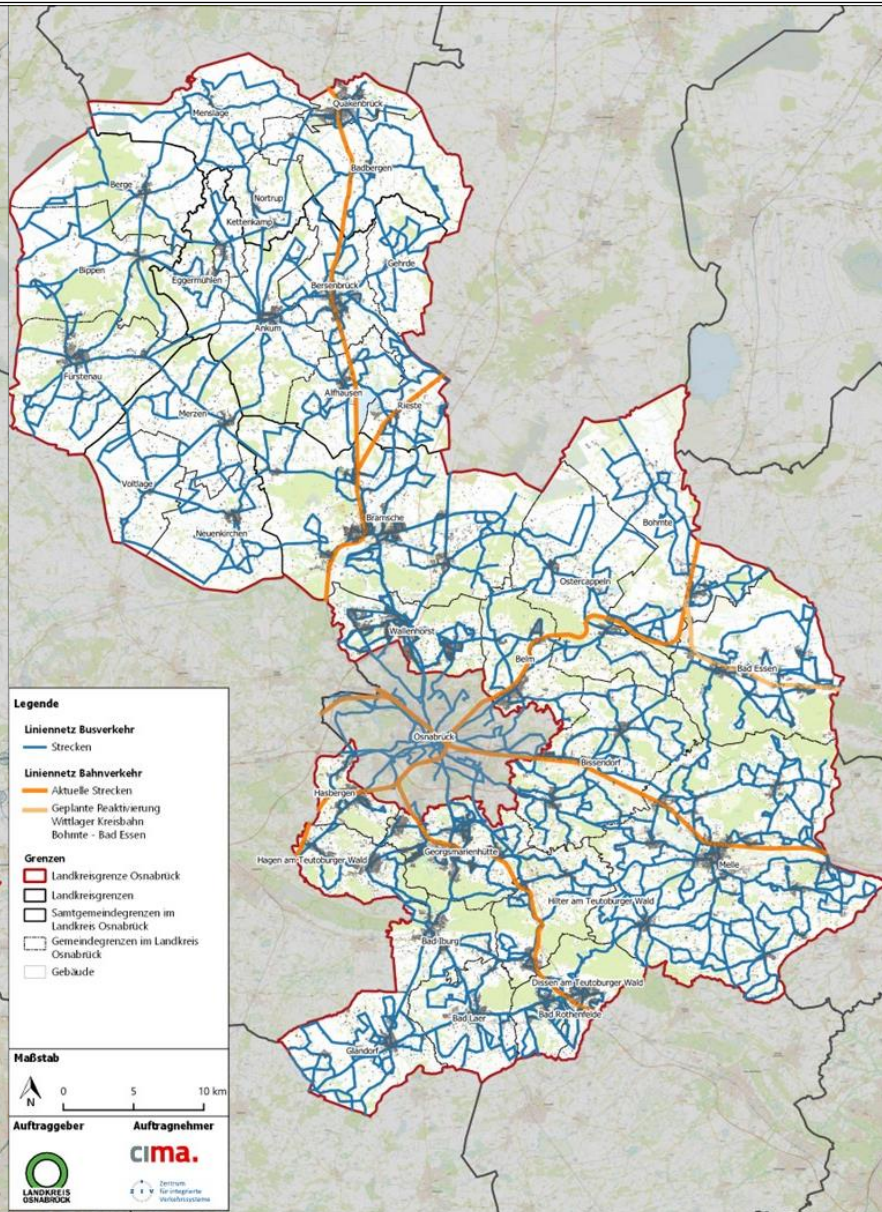 Quakenbrück
Menslage
Badbergen
Berge
Nortrup
Kettenkamp
Gehrde
Bippen
Eggermühlen
Bersenbrück
Ankum
Fürstenau
Alfhausen
Rieste
Merzen
Voltlage
Bramsche
Neuenkirchen
Bohmte
Ostercappeln
Wallenhorst
Belm
Bad Essen
Osnabrück
Bissendorf
Hasbergen
Georgsmarienhütte
Hagen am Teutoburger Wald
Melle
Hilter am Teutoburger Wald
Bad Iburg
Dissen am Teutoburger Wald
Bad Laer
Bad Rothenfelde
Glandorf
Legende
Liniennetz Busverkehr
Strecken
Liniennetz Bahnverkehr
Aktuelle Strecken
Geplante Reaktivierung
Wittlager Kreisbahn
Bohmte - Bad Essen
Grenzen
Landkreisgrenze Osnabrück
Landkreisgrenzen
Samtgemeindegrenzen im
Landkreis Osnabrück
Gemeindegrenzen im Landkreis
Osnabrück
Gebäude
Maßstab
N
0 5 10 km
Auftraggeber Auftragnehmer
cima.
LANDKREIS
OSNABRÜCK
Z I V
Zentrum
für integrierte
Verkehrssysteme